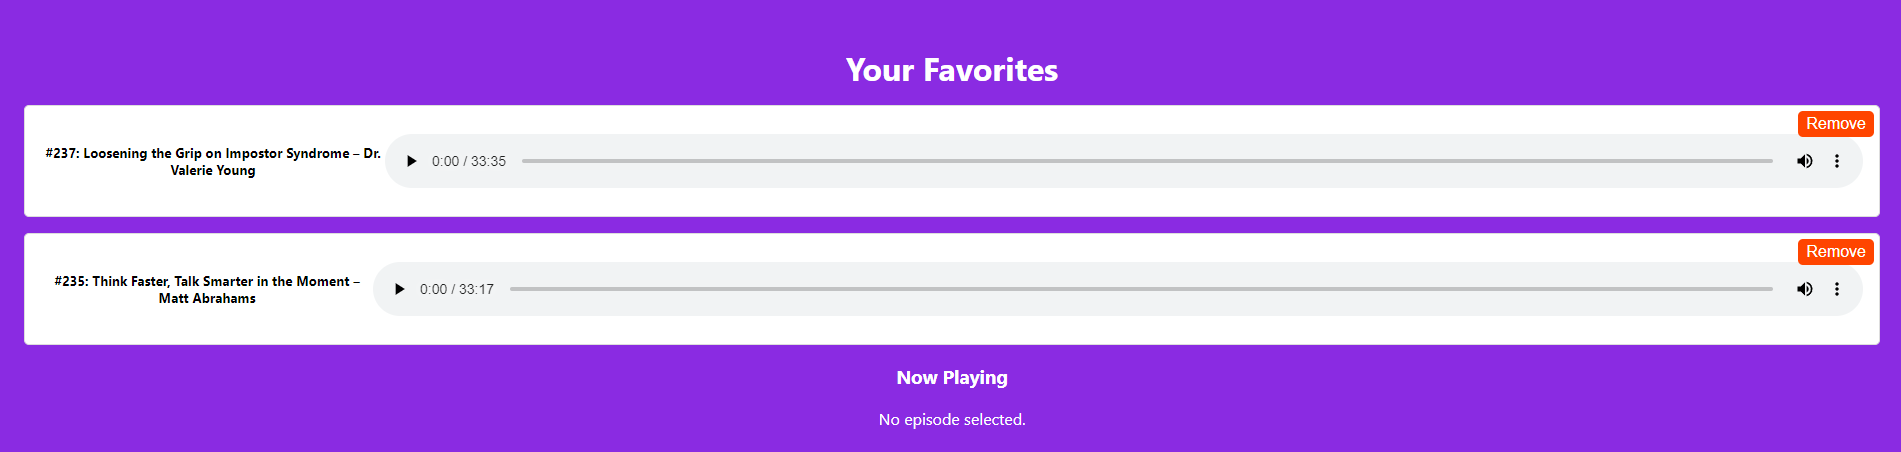 Your Favorites
Remove
#237: Loosening the Grip on Impostor Syndrome – Dr.
Valerie Young
0:00 / 33:35
Remove
#235: Think Faster, Talk Smarter in the Moment –
Matt Abrahams
0:00 / 33:17
Now Playing
No episode selected.